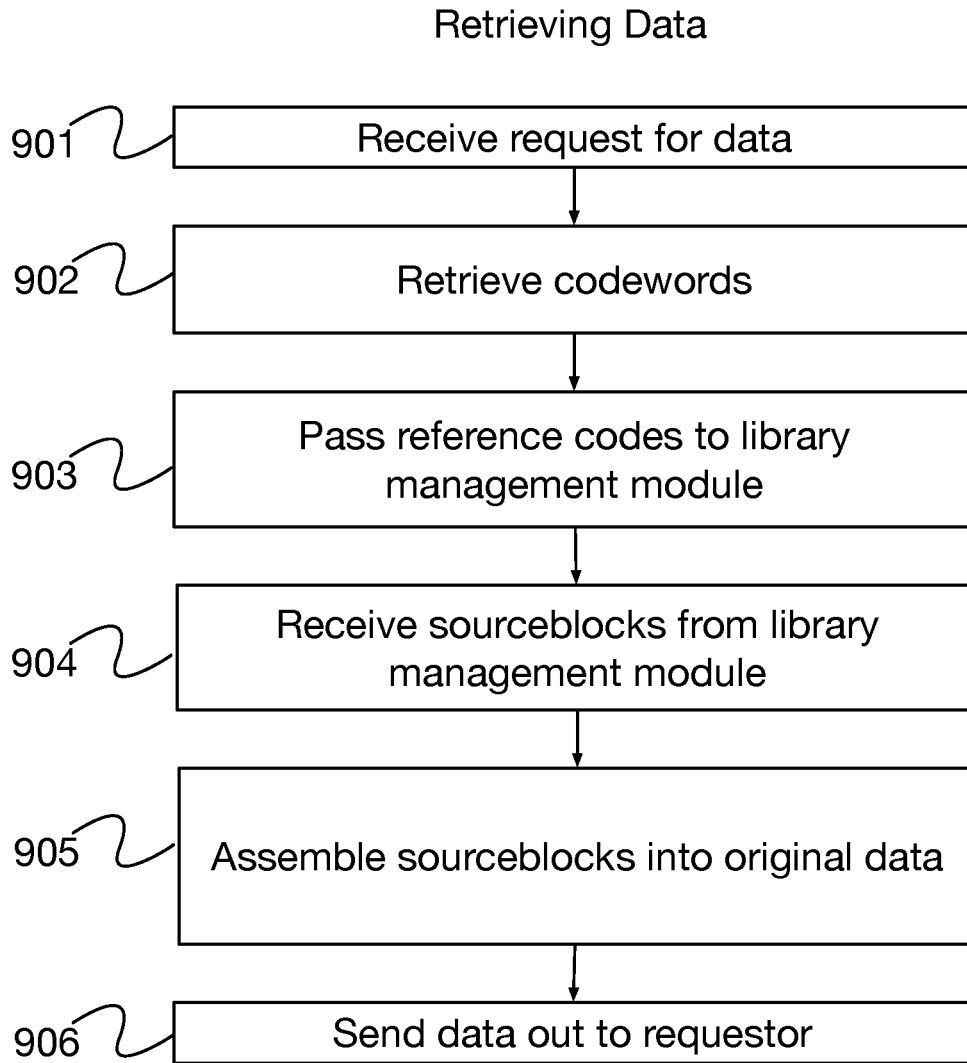 Retrieving Data
901
Receive request for data
902
Retrieve codewords
903
Pass reference codes to library
management module
904
Receive sourceblocks from library
management module
905
Assemble sourceblocks into original data
906
Send data out to requestor